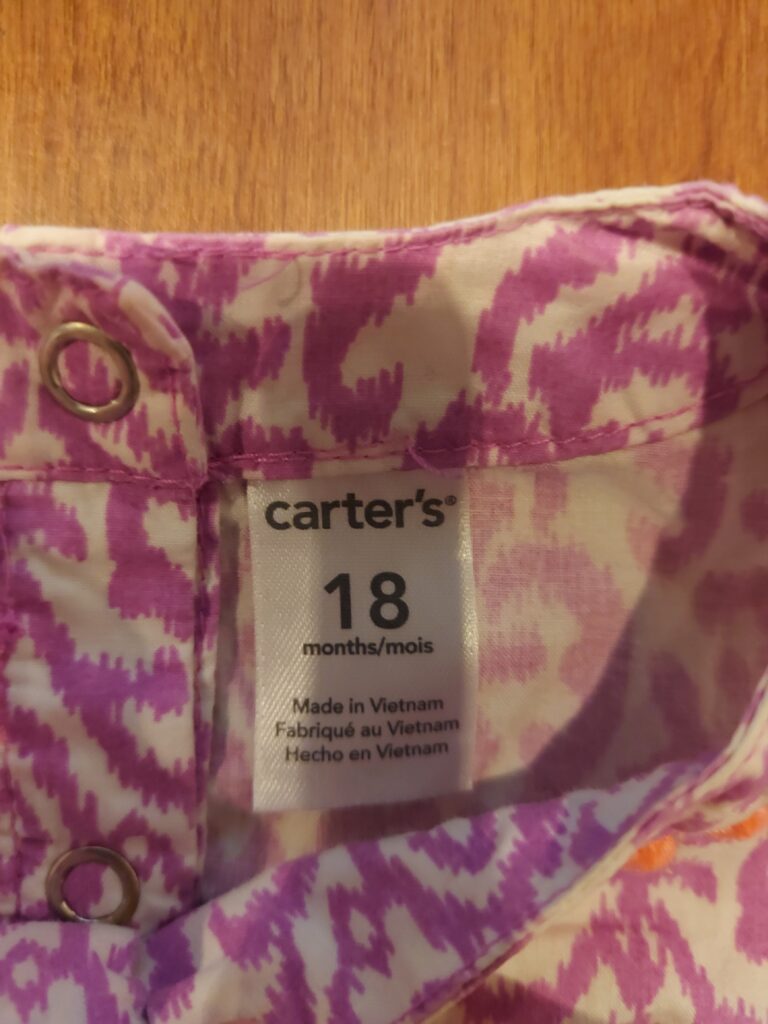 carter's®
18
months/mois
Made in Vietnam
Fabriqué au Vietnam
Hecho en Vietnam